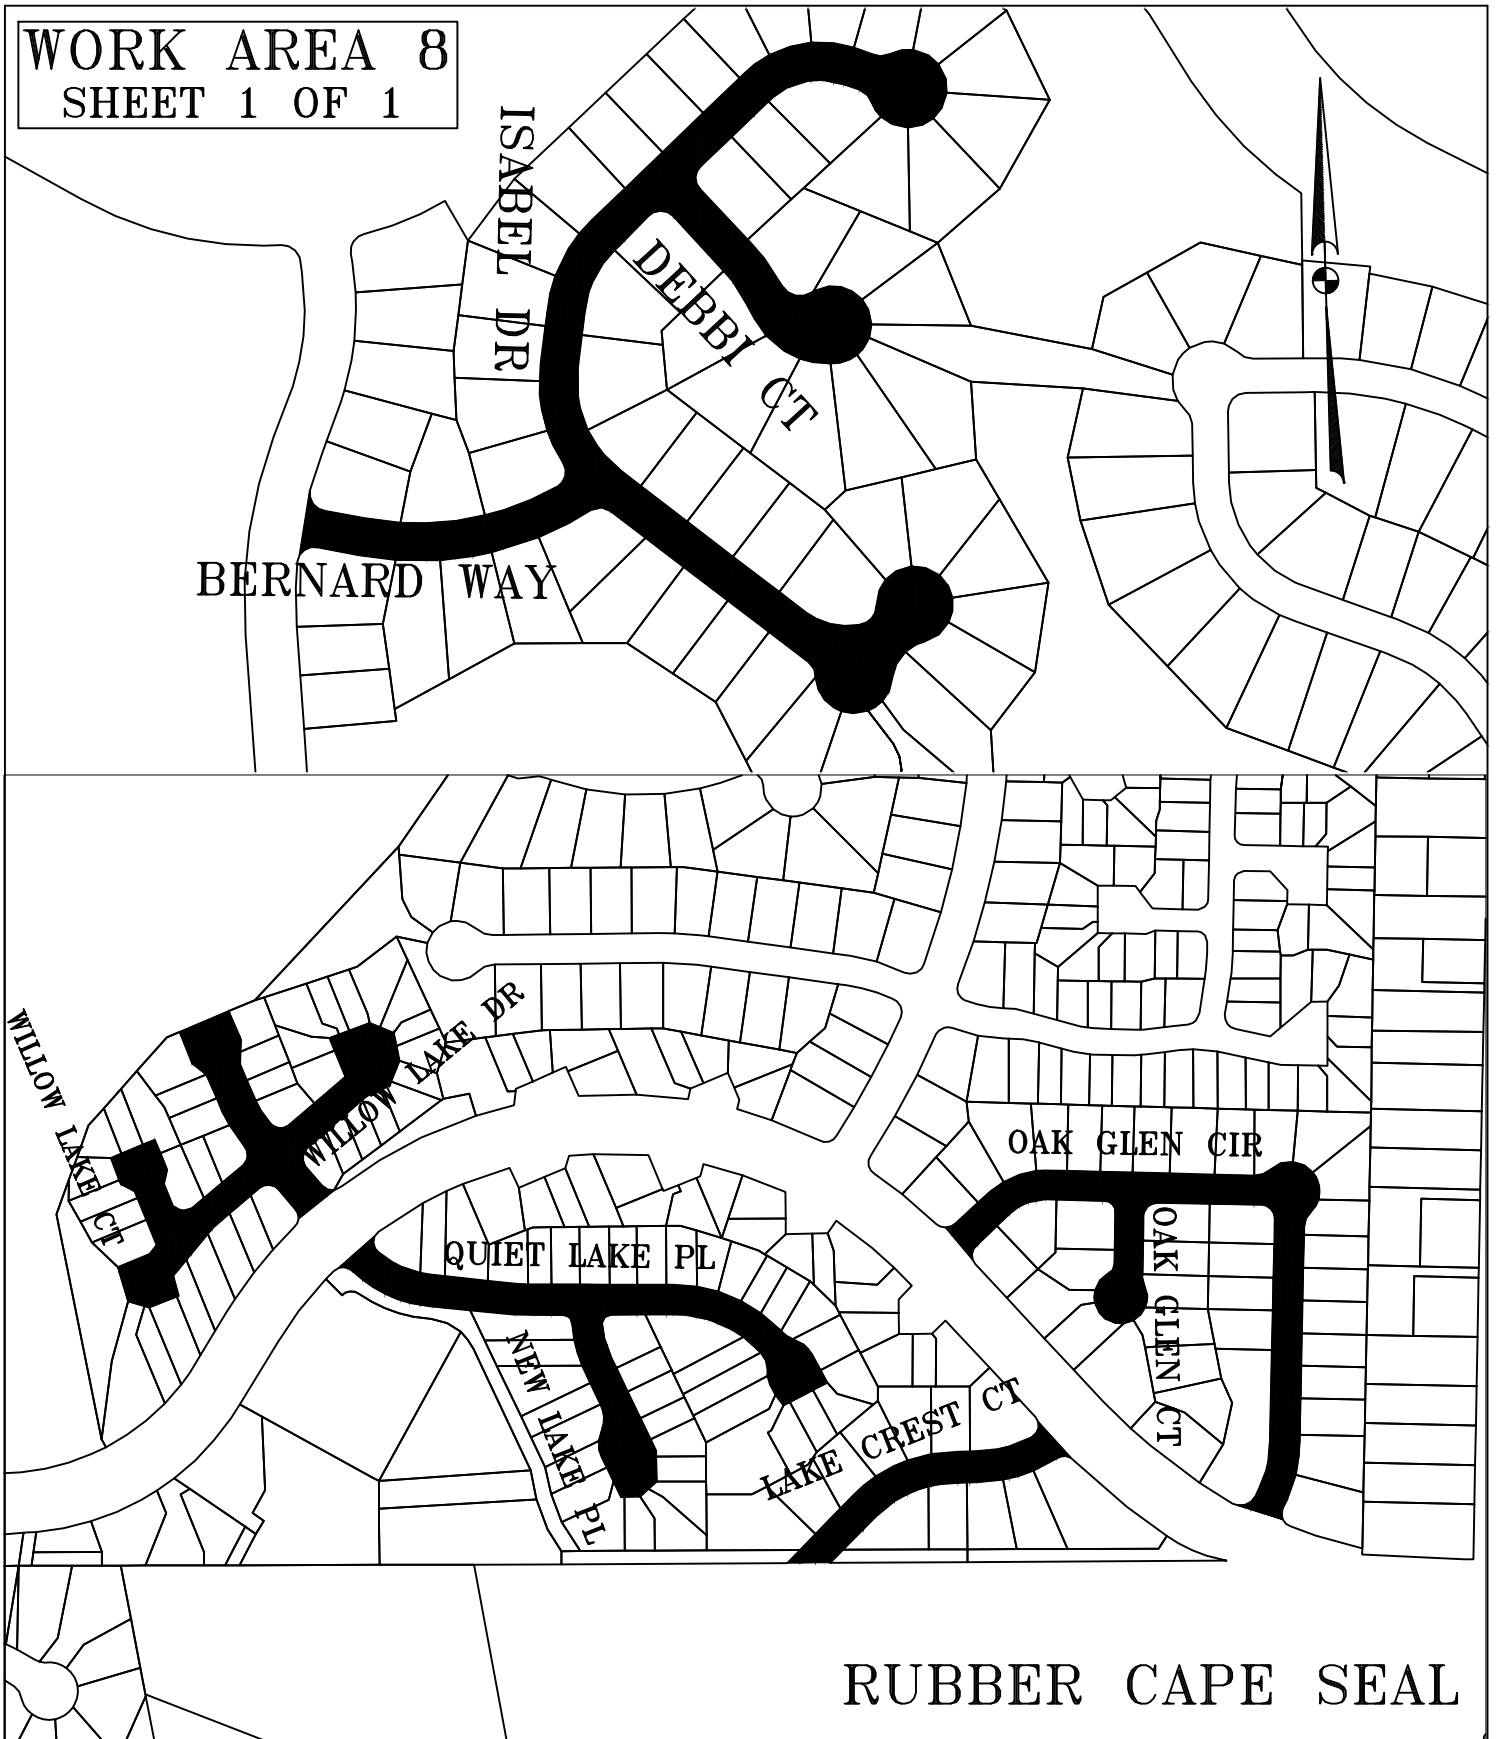 WORK AREA 8
SHEET 1 OF 1
ISABEL DR
DEBBI CT
BERNARD WAY
WILLOW LAKE DR
WILLOW LAKE CT
OAK GLEN CIR
OAK GLEN CT
QUIET LAKE PL
NEW LAKE PL
LAKE CREST CT
RUBBER CAPE SEAL